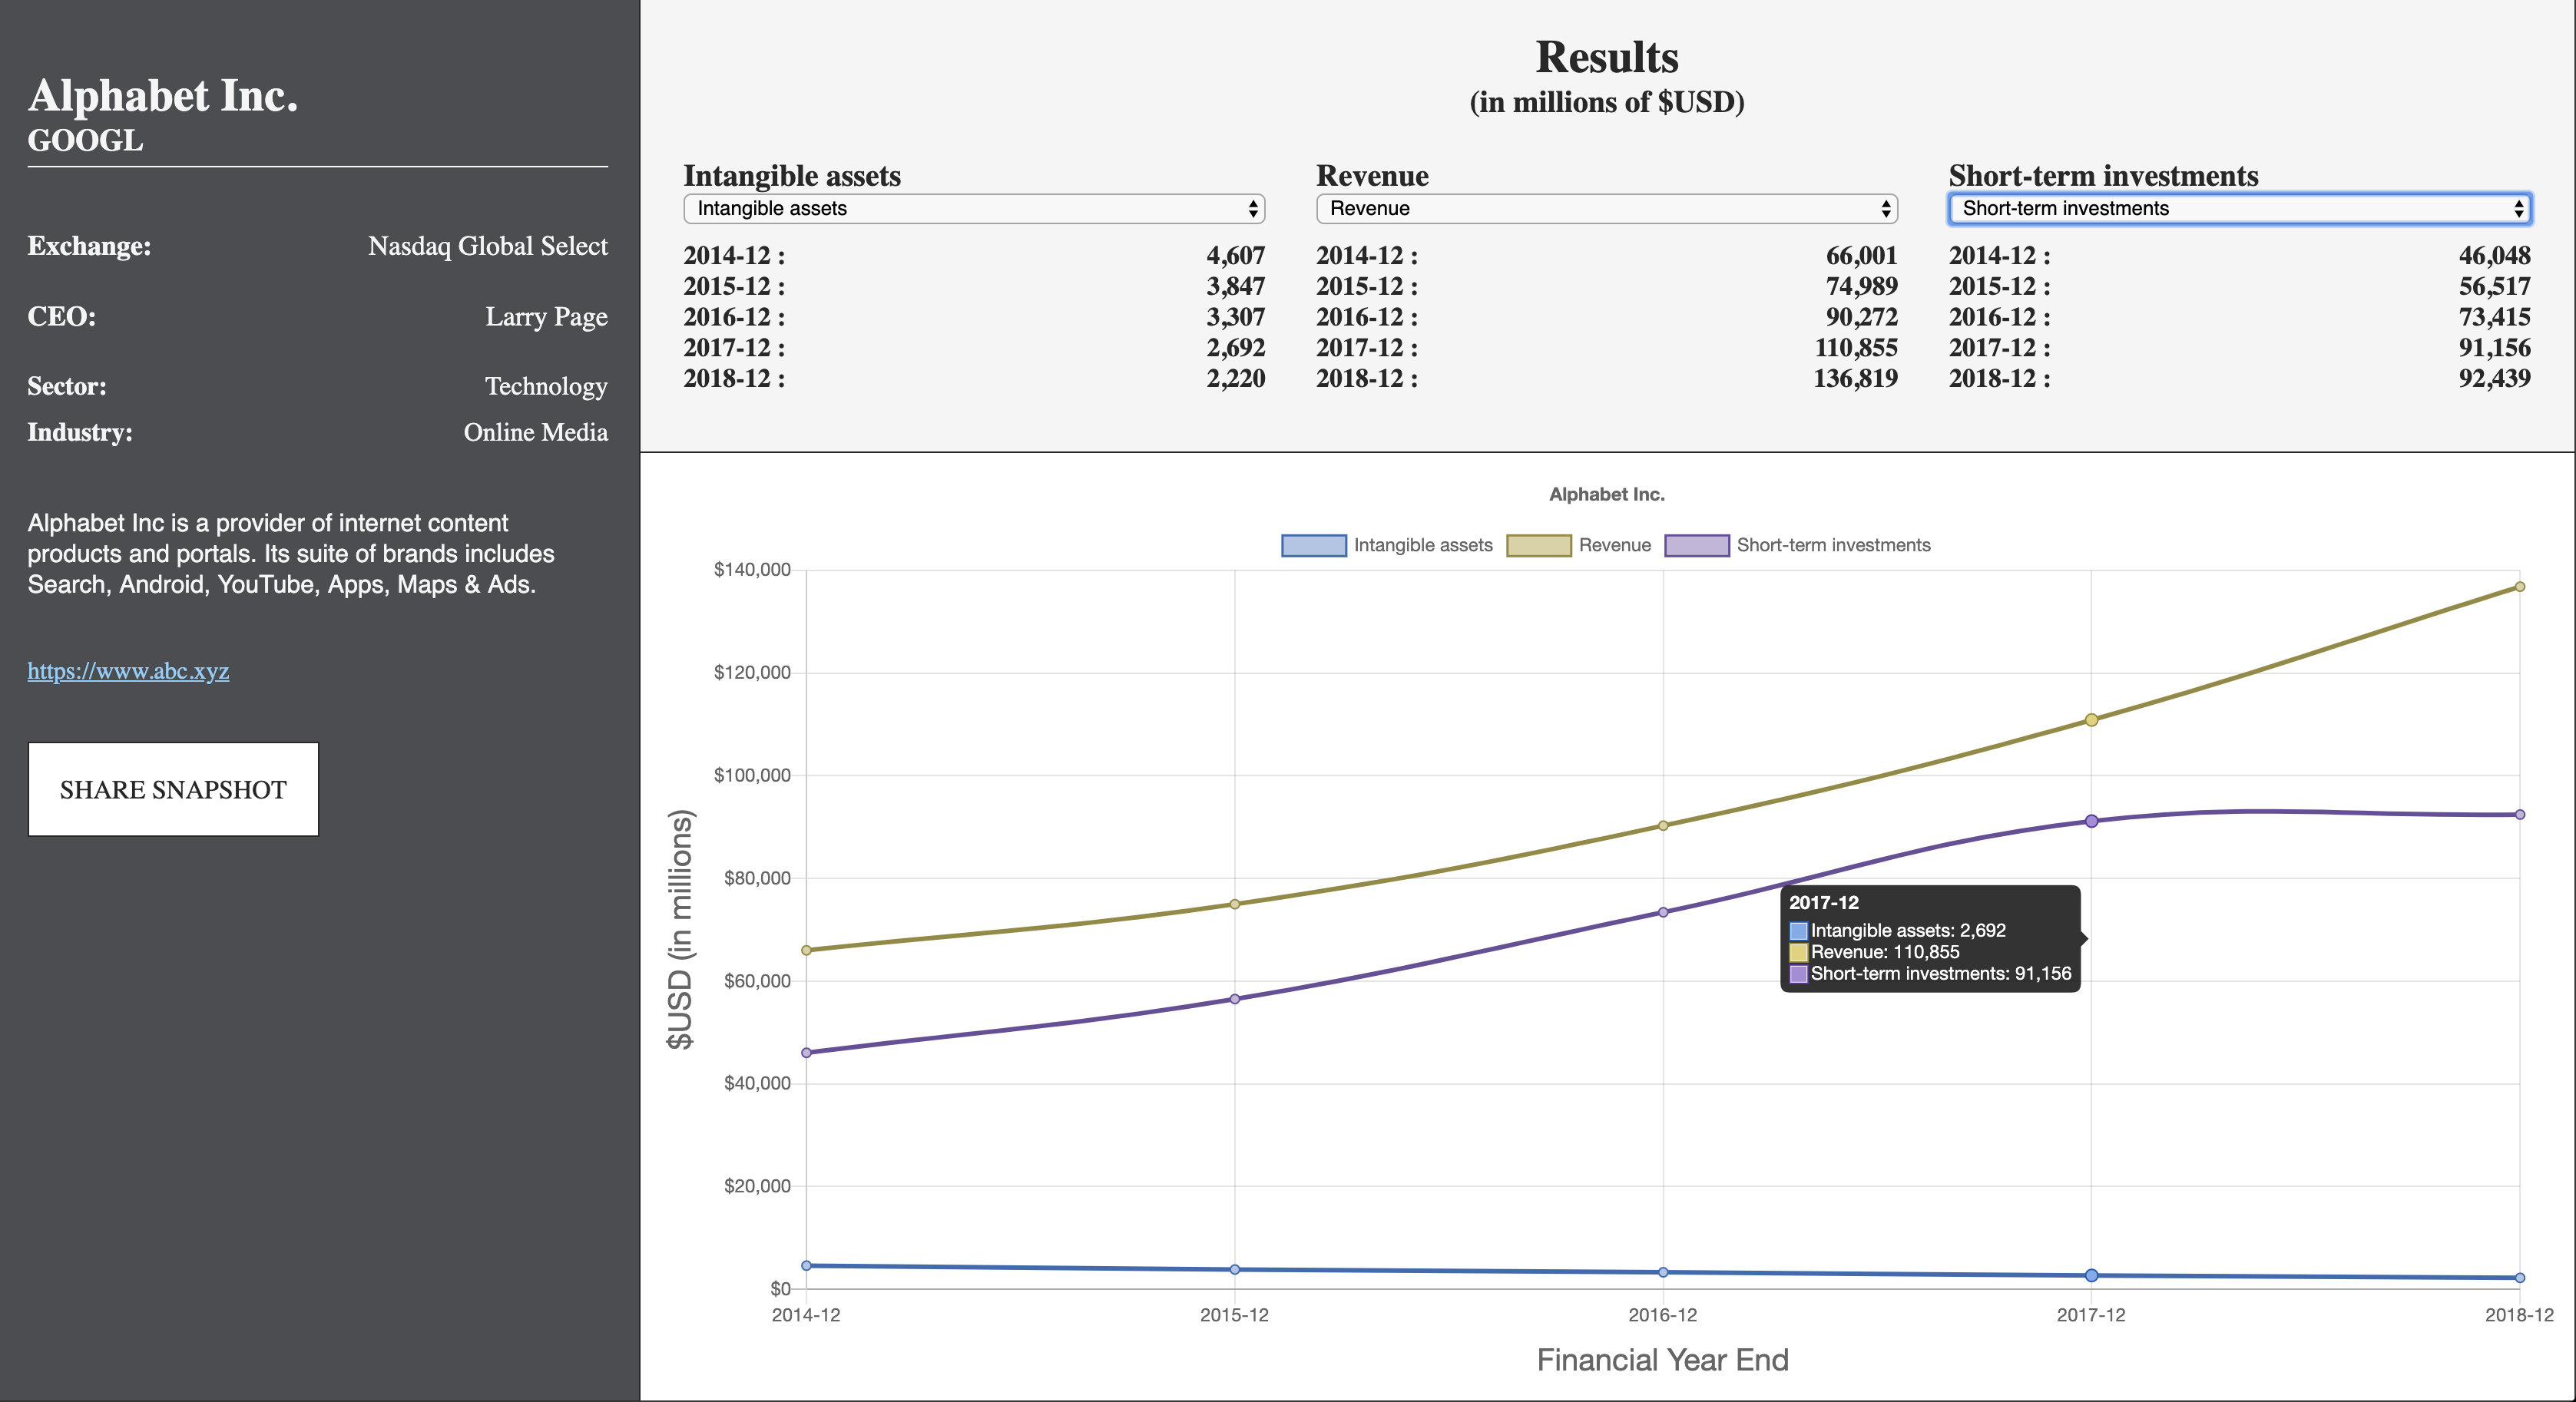 Alphabet Inc.
GOOGL
Exchange: Nasdaq Global Select
CEO: Larry Page
Sector: Technology
Industry: Online Media
Alphabet Inc is a provider of internet content
products and portals. Its suite of brands includes
Search, Android, YouTube, Apps, Maps & Ads.
https://www.abc.xyz
SHARE SNAPSHOT
Results
(in millions of $USD)
Intangible assets
Intangible assets
2014-12 : 4,607
2015-12 : 3,847
2016-12 : 3,307
2017-12 : 2,692
2018-12 : 2,220
Revenue
Revenue
2014-12 : 66,001
2015-12 : 74,989
2016-12 : 90,272
2017-12 : 110,855
2018-12 : 136,819
Short-term investments
Short-term investments
2014-12 : 46,048
2015-12 : 56,517
2016-12 : 73,415
2017-12 : 91,156
2018-12 : 92,439
Alphabet Inc.
Intangible assets Revenue Short-term investments
$USD (in millions)
$140,000
$120,000
$100,000
$80,000
$60,000
$40,000
$20,000
$0
2017-12
Intangible assets: 2,692
Revenue: 110,855
Short-term investments: 91,156
2014-12 2015-12 2016-12 2017-12 2018-12
Financial Year End